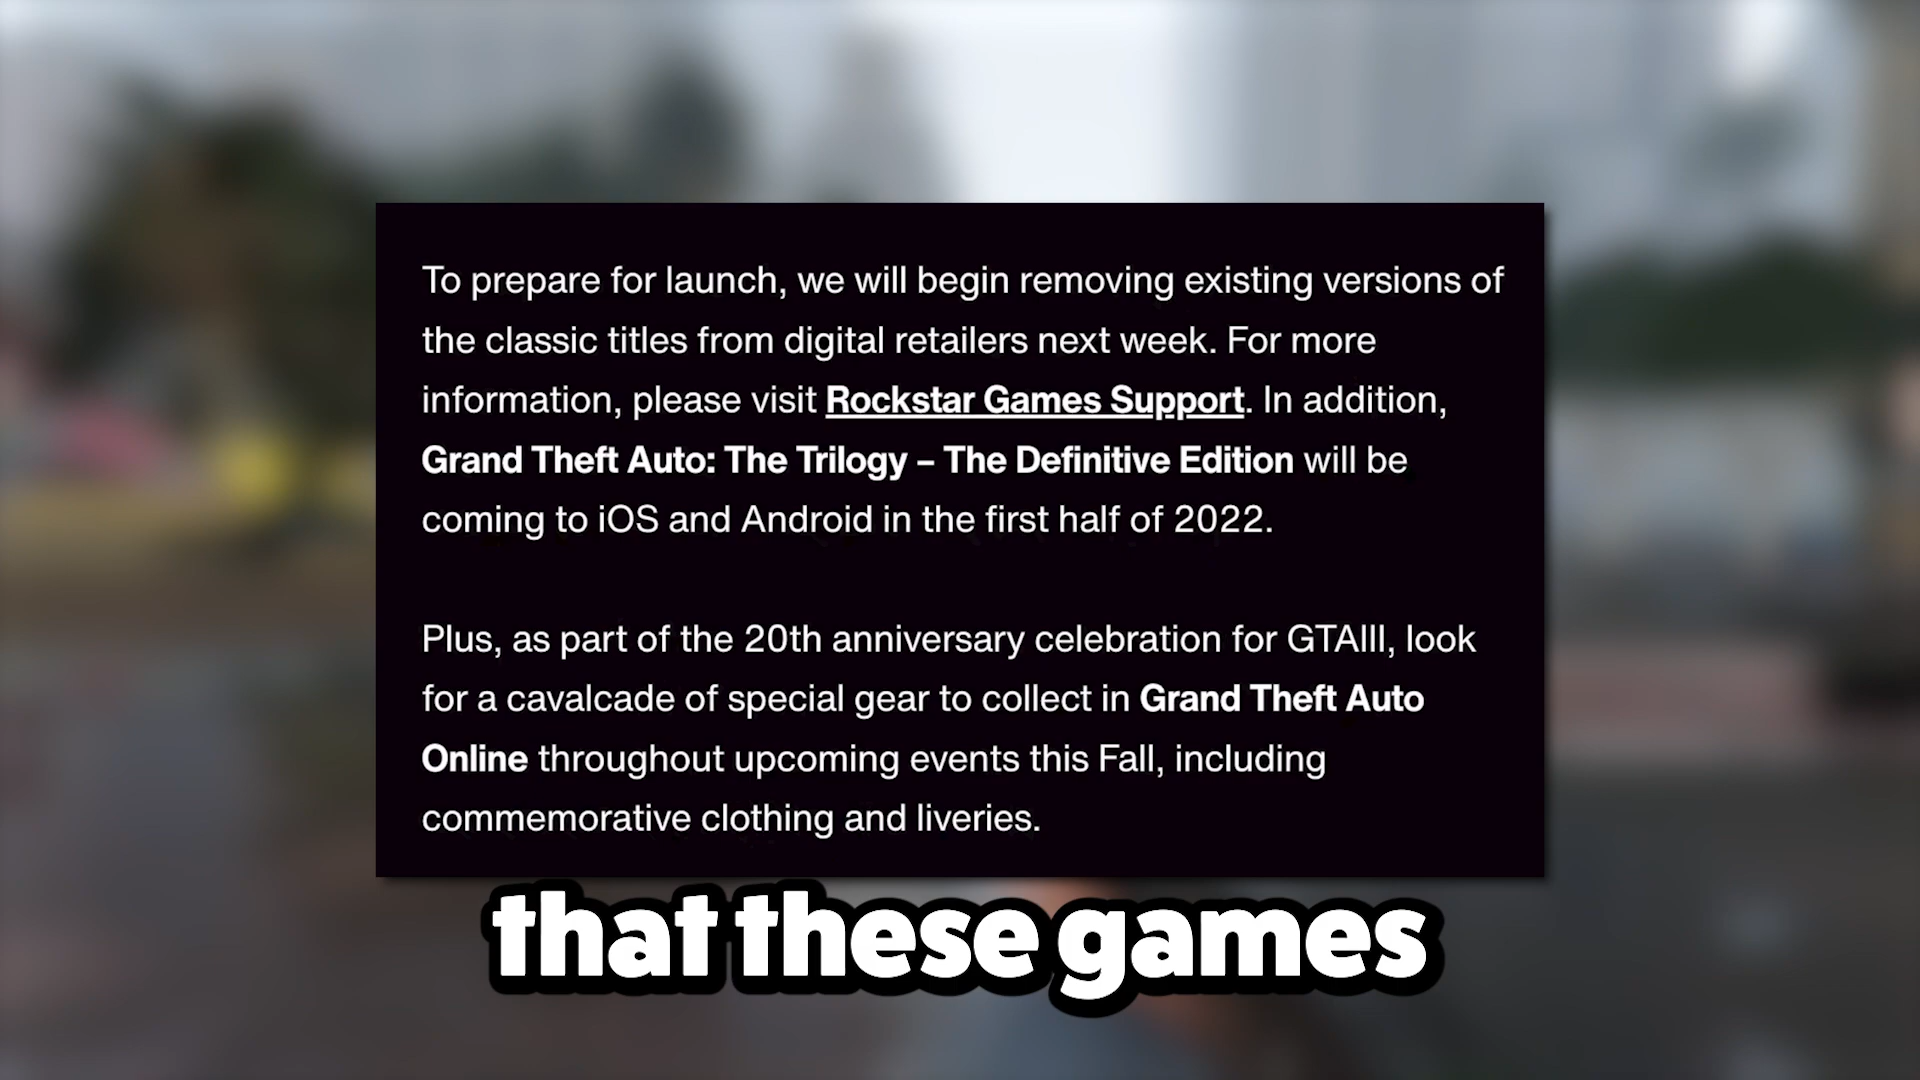 To prepare for launch, we will begin removing existing versions of
the classic titles from digital retailers next week. For more
information, please visit Rockstar Games Support. In addition,
Grand Theft Auto: The Trilogy – The Definitive Edition will be
coming to iOS and Android in the first half of 2022.
Plus, as part of the 20th anniversary celebration for GTAIII, look
for a cavalcade of special gear to collect in Grand Theft Auto
Online throughout upcoming events this Fall, including
commemorative clothing and liveries.
that these games